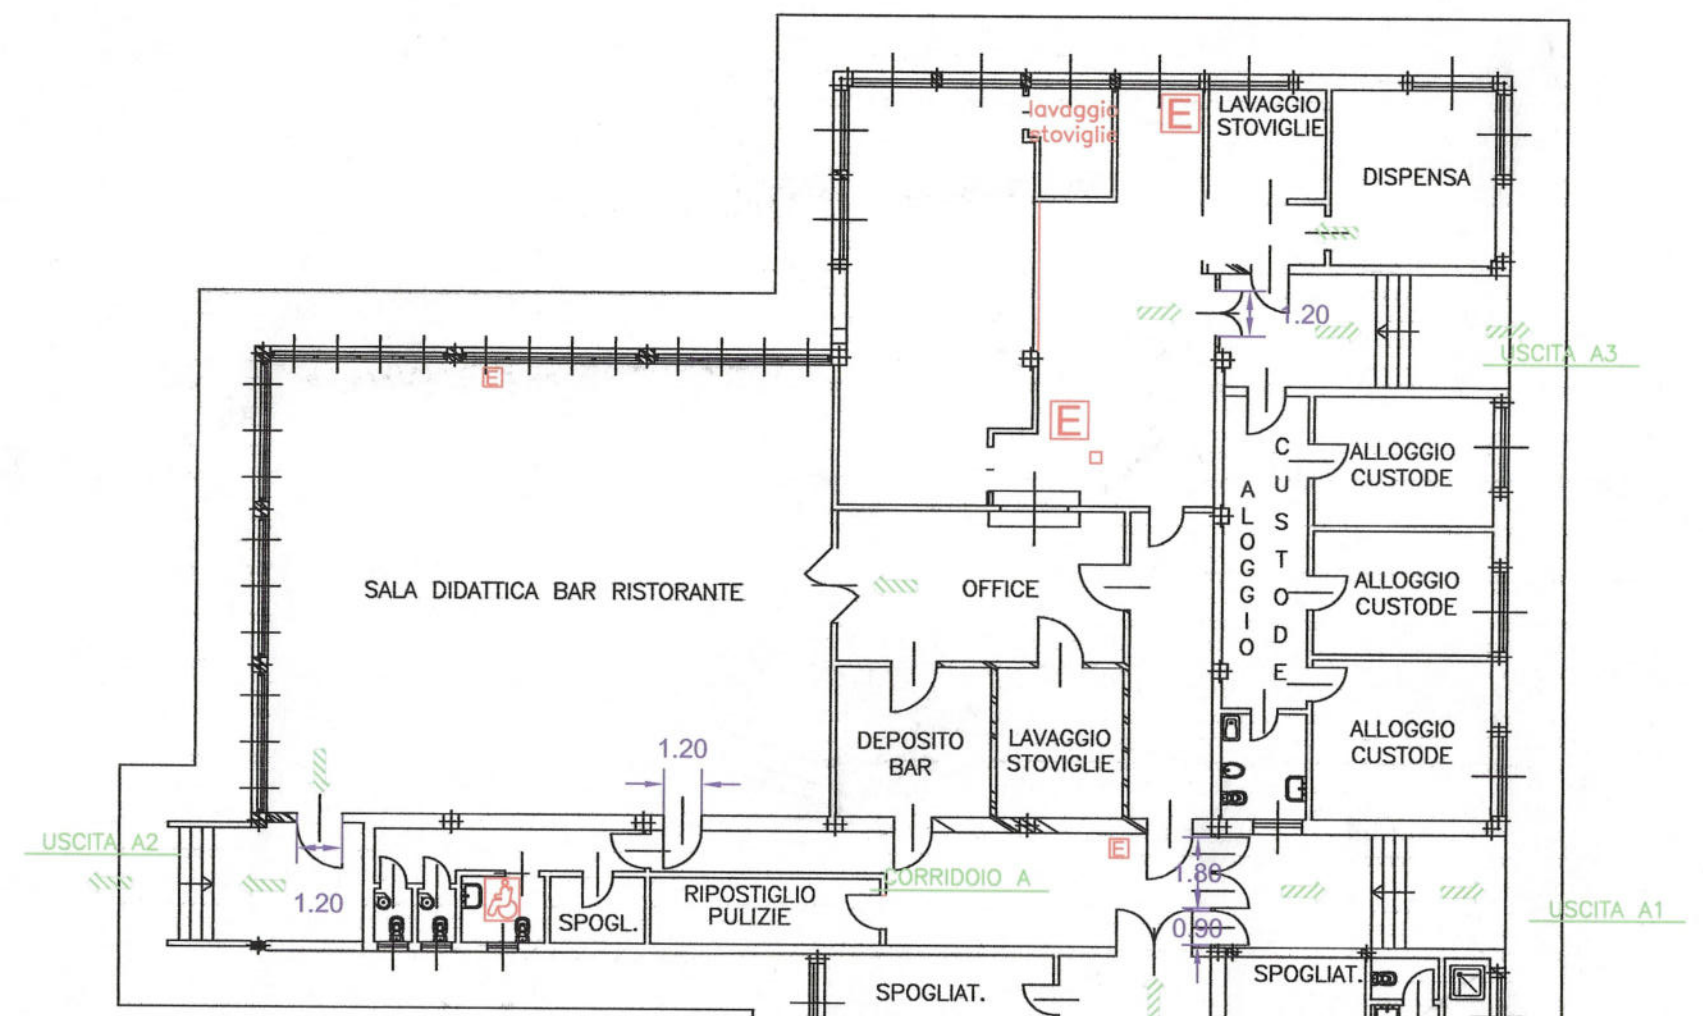 lavaggio
stoviglie
E
LAVAGGIO
STOVIGLIE
DISPENSA
1.20
USCITA A3
E
E
ALLOGGIO
CUSTODE
ALOGGIO
CUSTODE
ALLOGGIO
CUSTODE
SALA DIDATTICA BAR RISTORANTE
OFFICE
ALLOGGIO
CUSTODE
DEPOSITO
BAR
LAVAGGIO
STOVIGLIE
1.20
USCITA A2
1.20
E
CORRIDOIO A
1.80
RIPOSTIGLIO
PULIZIE
SPOGL.
0.90
USCITA A1
SPOGLIAT.
SPOGLIAT.